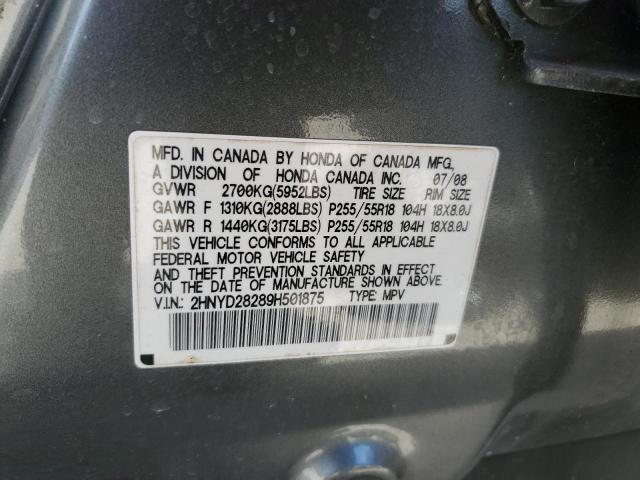 MFD. IN CANADA BY HONDA OF CANADA MFG.
A DIVISION OF HONDA CANADA INC. 07/08
GVWR 2700KG(5952LBS) TIRE SIZE RIM SIZE
GAWR F 1310KG(2888LBS) P255/55R18 104H 18X8.0J
GAWR R 1440KG(3175LBS) P255/55R18 104H 18X8.0J
THIS VEHICLE CONFORMS TO ALL APPLICABLE
FEDERAL MOTOR VEHICLE SAFETY
AND THEFT PREVENTION STANDARDS IN EFFECT
ON THE DATE OF MANUFACTURE SHOWN ABOVE.
V.I.N.: 2HNYD28289H501875 TYPE: MPV